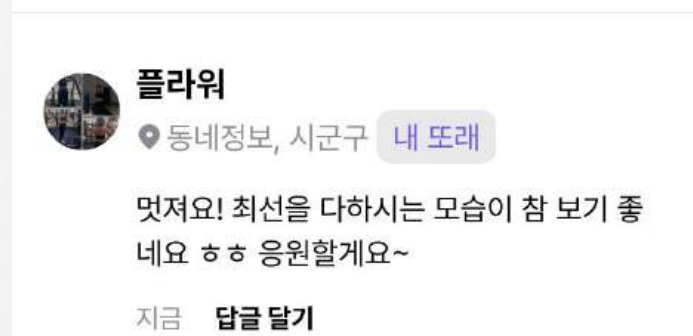 플라워
동네정보, 시군구 내 또래
멋져요! 최선을 다하시는 모습이 참 보기 좋
네요 ㅎㅎ 응원할게요~
지금 답글 달기